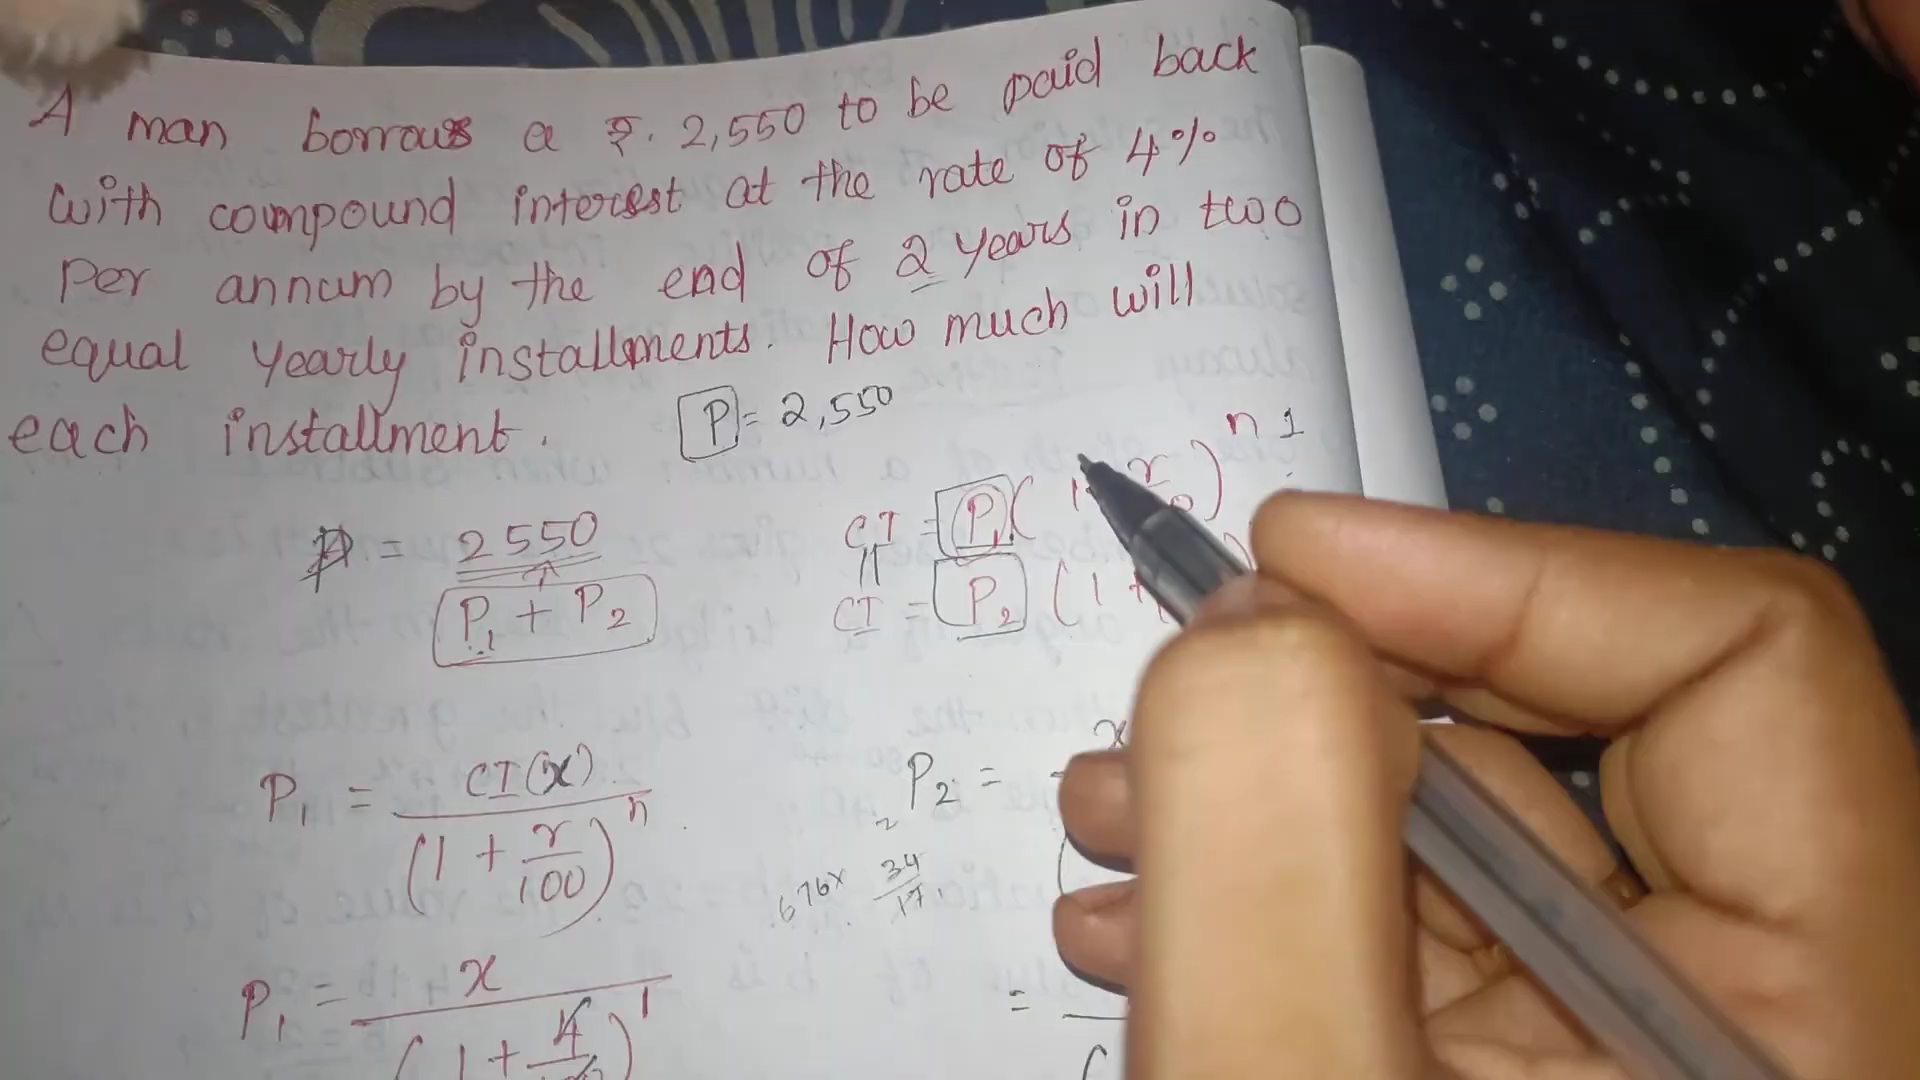 A man borrows a ₹. 2,550 to be paid back
with compound interest at the rate of 4%
per annum by the end of 2 years in two
equal yearly installments. How much will
each installment.
P = 2,550
= 2550
P₁ + P₂
CI = P₁ ( 1 r ) n 1
CI = P₂ ( 1 +
P₁ = CI(x) / (1 + r/100)ⁿ
P₂ = x
676 x 34/17
P₁ = x / (1 + 4
=